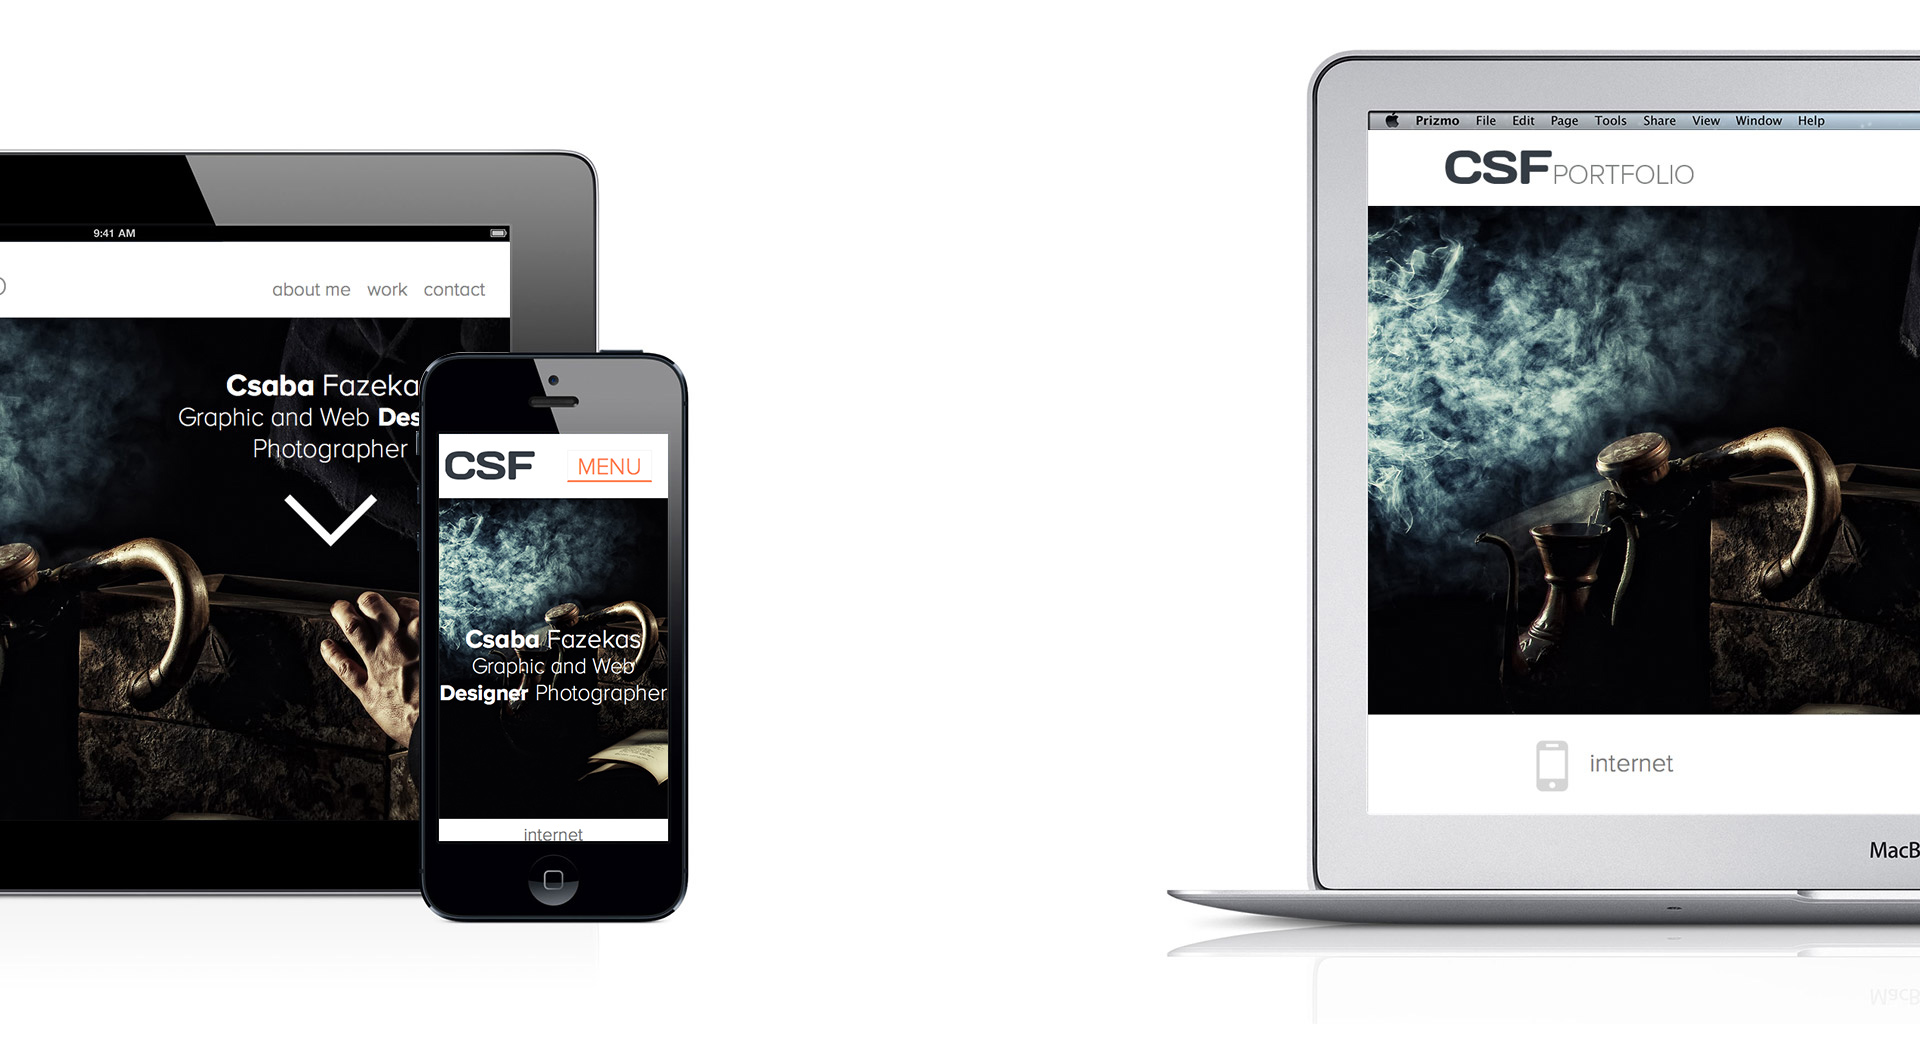 9:41 AM
about me work contact
Csaba Fazeka
Graphic and Web Des
Photographer
CSF MENU
Csaba Fazekas
Graphic and Web
Designer Photographer
internet
Prizmo File Edit Page Tools Share View Window Help
CSF PORTFOLIO
internet
MacB